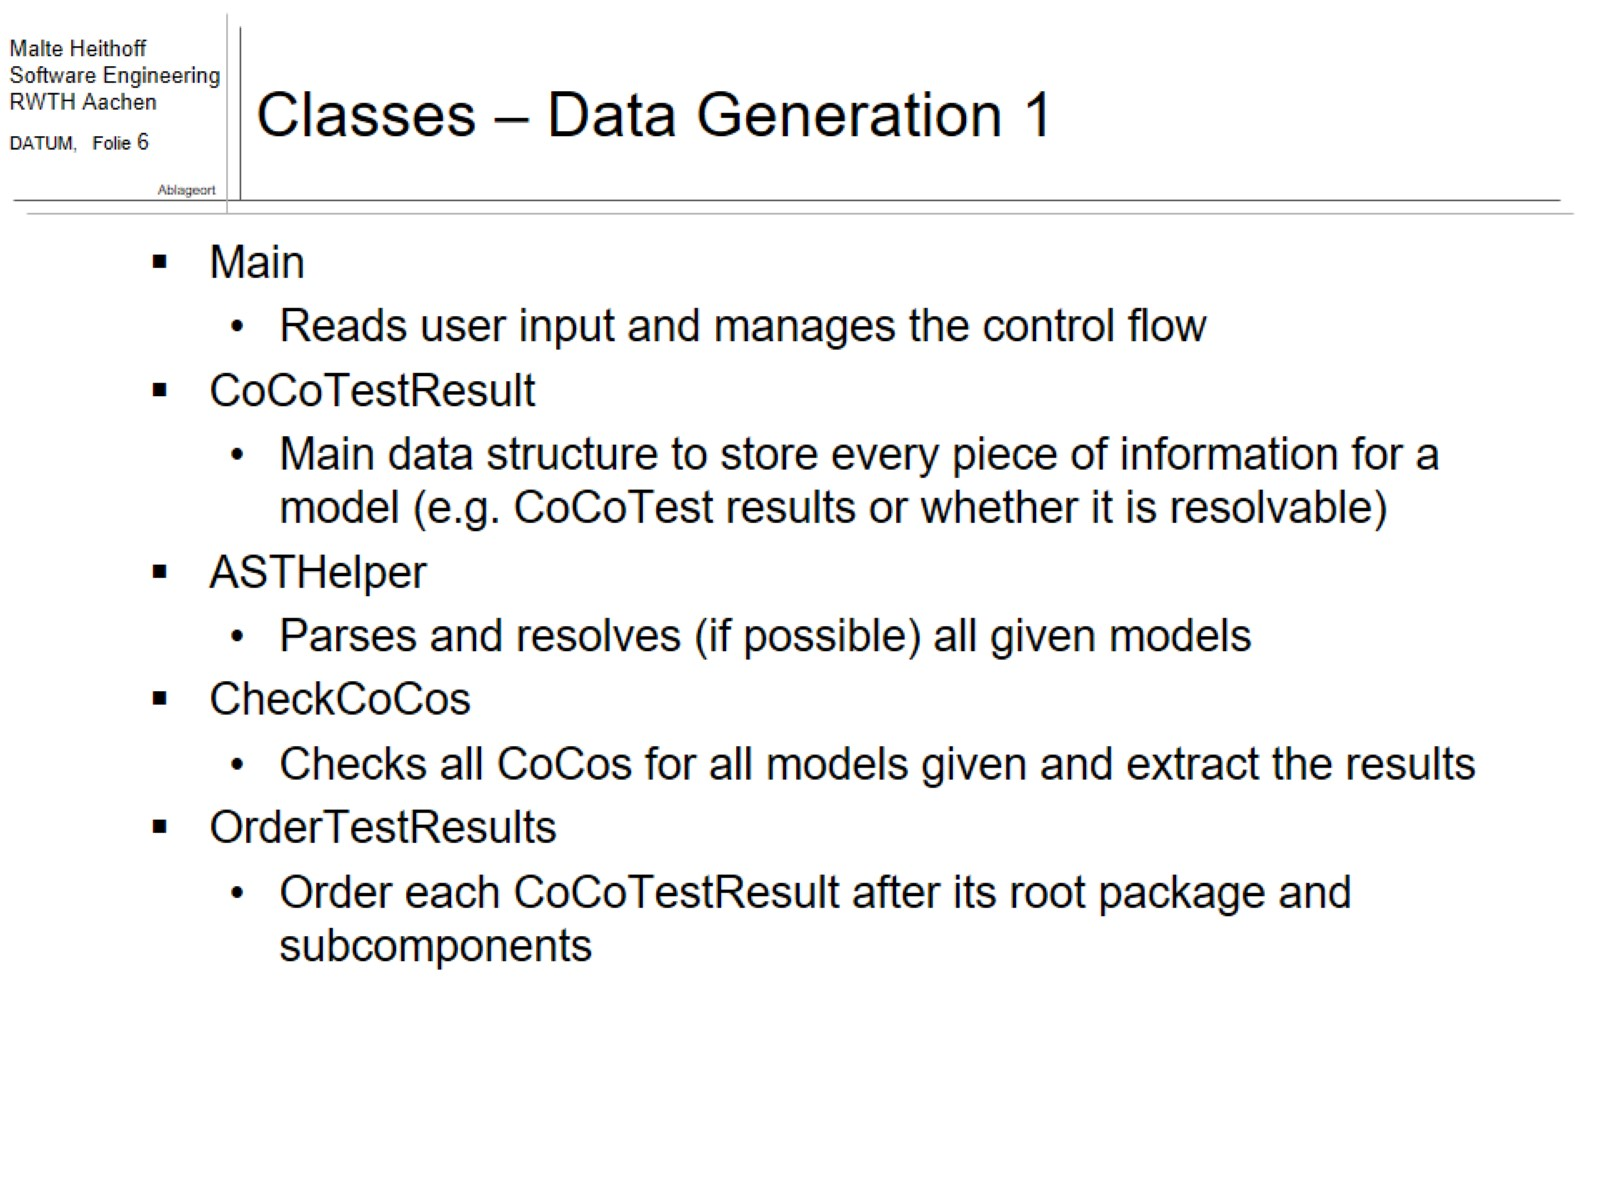 Malte Heithoff
Software Engineering
RWTH Aachen
DATUM, Folie 6
Ablageort
Classes – Data Generation 1
▪ Main
• Reads user input and manages the control flow
▪ CoCoTestResult
• Main data structure to store every piece of information for a
model (e.g. CoCoTest results or whether it is resolvable)
▪ ASTHelper
• Parses and resolves (if possible) all given models
▪ CheckCoCos
• Checks all CoCos for all models given and extract the results
▪ OrderTestResults
• Order each CoCoTestResult after its root package and
subcomponents